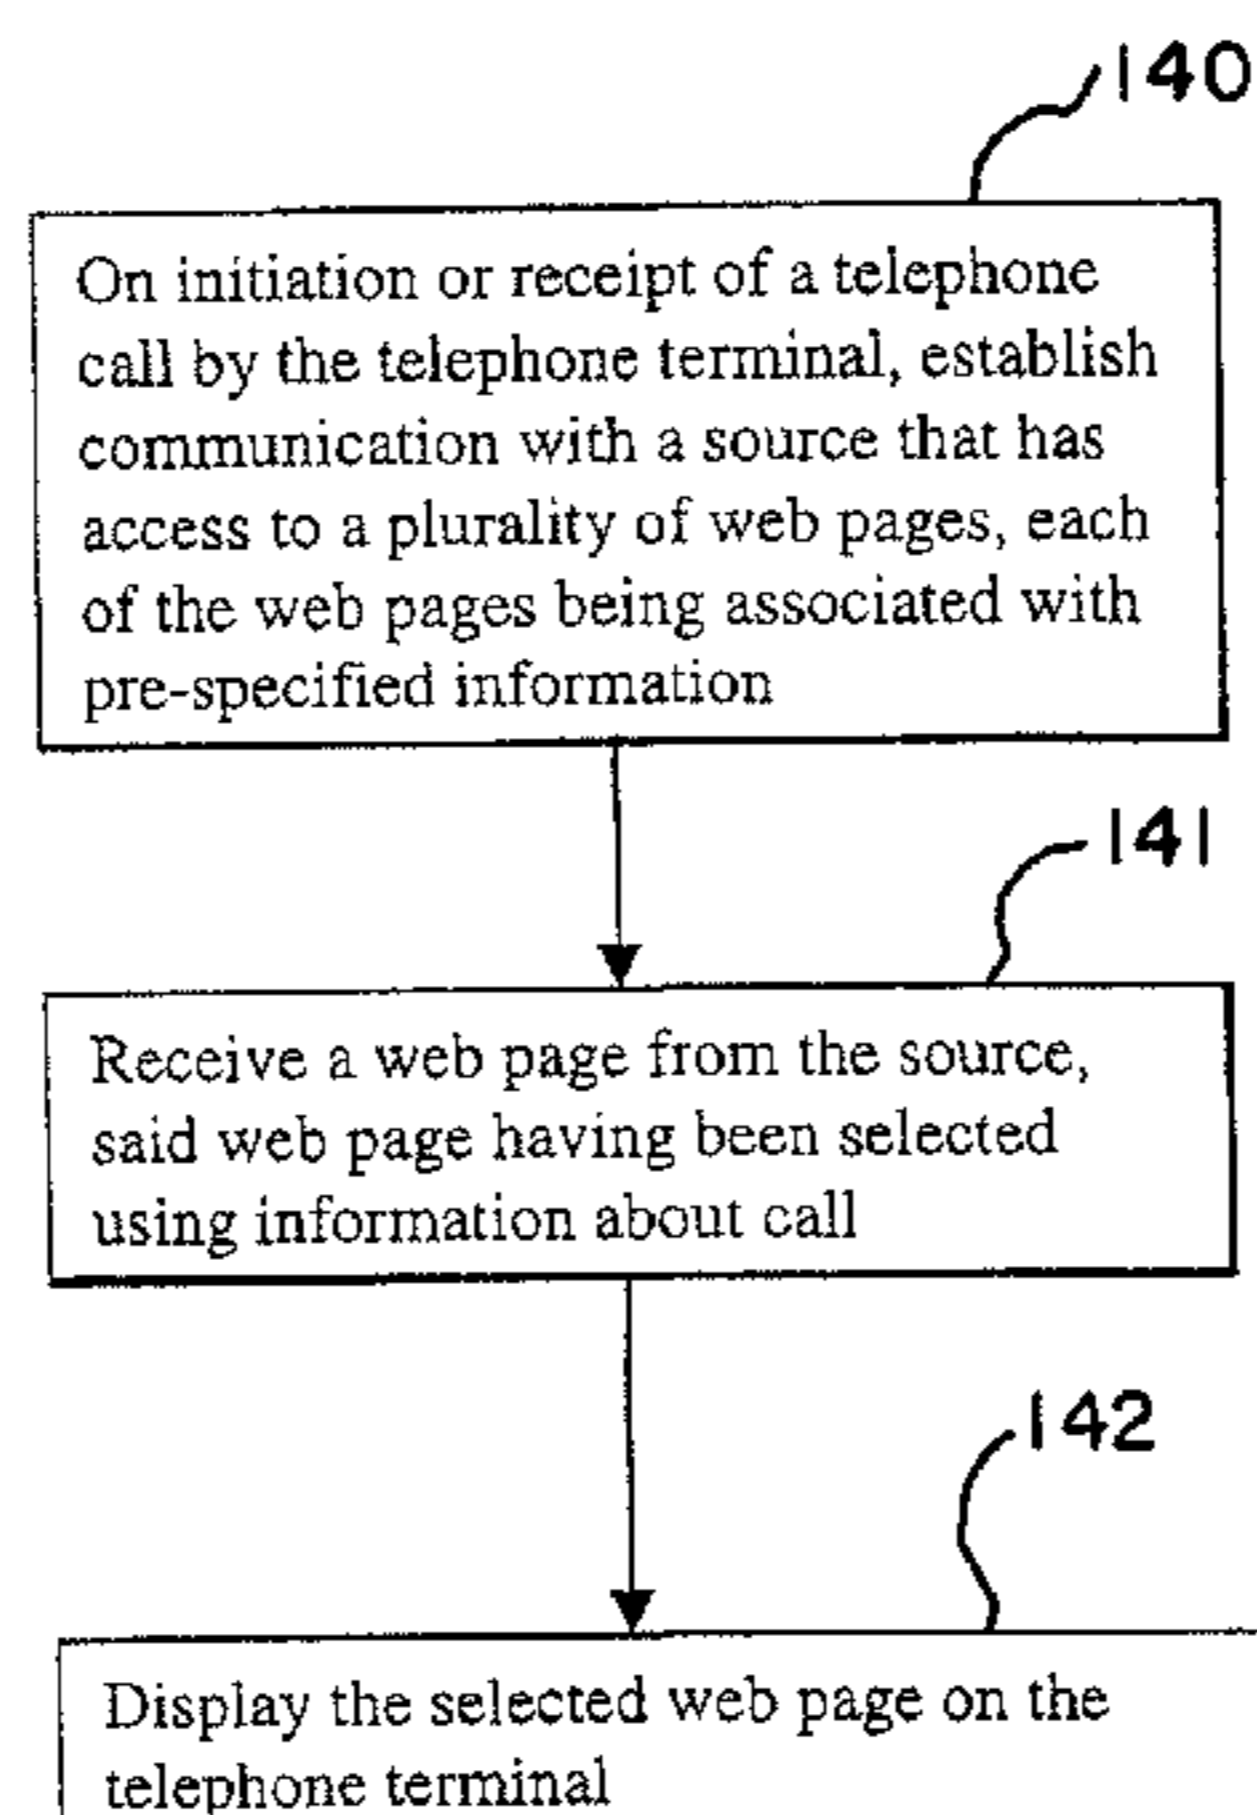 140
On initiation or receipt of a telephone
call by the telephone terminal, establish
communication with a source that has
access to a plurality of web pages, each
of the web pages being associated with
pre-specified information
141
Receive a web page from the source,
said web page having been selected
using information about call
142
Display the selected web page on the
telephone terminal